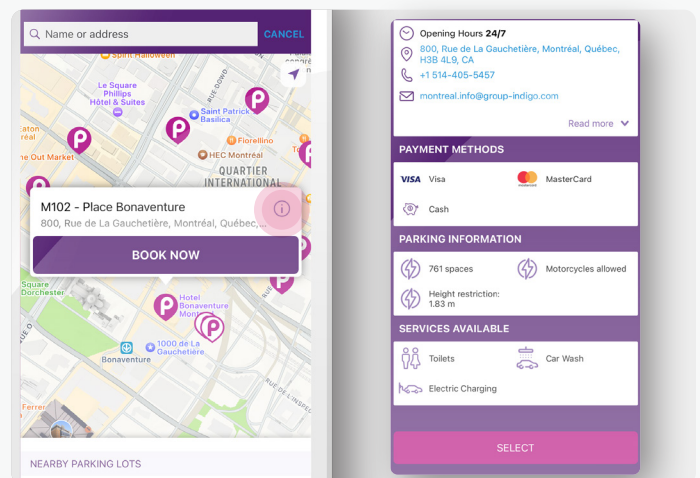 Name or address
CANCEL
Spirit Halloween
Le Square
Phillips
Hôtel & Suites
RUE DOWD
Saint Patrick's
Basilica
Fiorellino
HEC Montréal
QUARTIER
INTERNATIONAL
M102 - Place Bonaventure
800, Rue de La Gauchetière, Montréal, Québec,...
BOOK NOW
Square
Dorchester
Hotel
Bonaventure
1000 de La
Gauchetière
Bonaventure
NEARBY PARKING LOTS
Opening Hours 24/7
800, Rue de La Gauchetière, Montréal, Québec,
H3B 4L9, CA
+1 514-405-5457
montreal.info@group-indigo.com
Read more
PAYMENT METHODS
VISA Visa
MasterCard
Cash
PARKING INFORMATION
761 spaces
Motorcycles allowed
Height restriction:
1.83 m
SERVICES AVAILABLE
Toilets
Car Wash
Electric Charging
SELECT